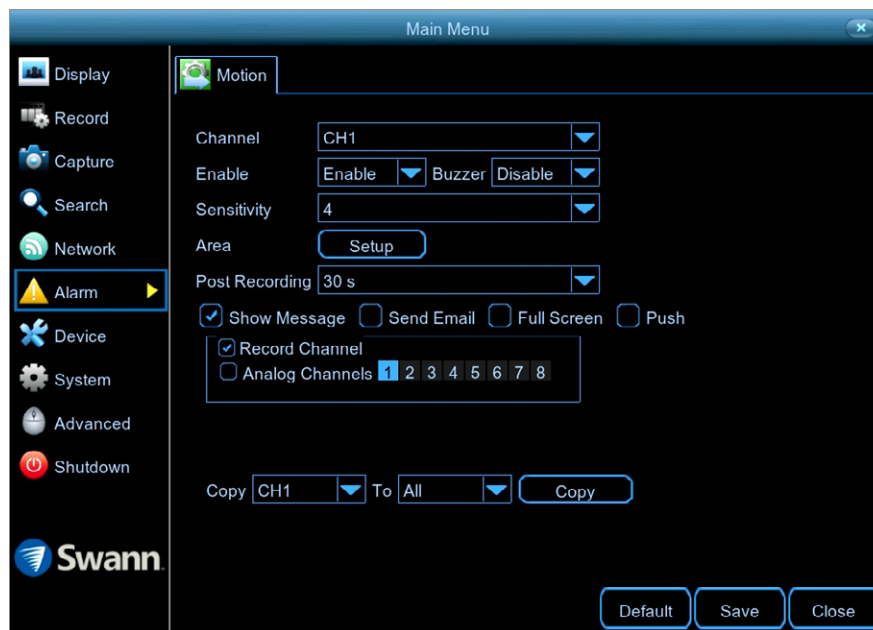 Main Menu
Display
Record
Capture
Search
Network
Alarm
Device
System
Advanced
Shutdown
Swann
Motion
Channel CH1
Enable Enable Buzzer Disable
Sensitivity 4
Area Setup
Post Recording 30 s
Show Message Send Email Full Screen Push
Record Channel
Analog Channels 1 2 3 4 5 6 7 8
Copy CH1 To All Copy
Default Save Close